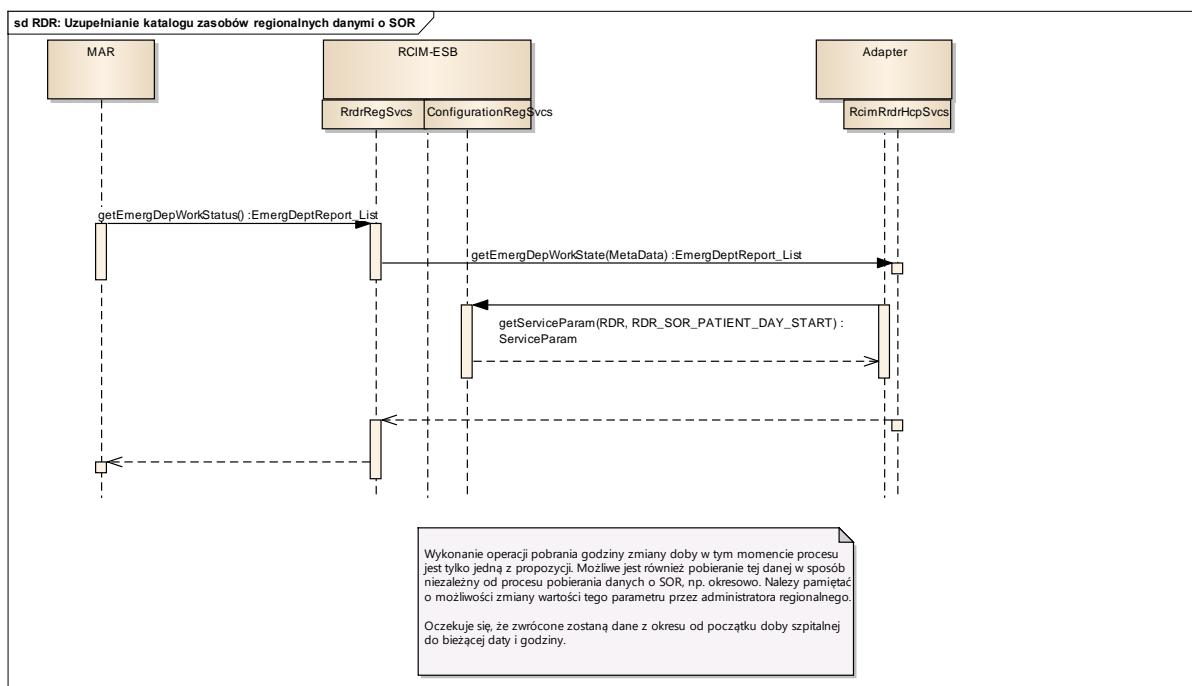 sd RDR: Uzupełnianie katalogu zasobów regionalnych danymi o SOR
MAR
RCIM-ESB
Adapter
RrdrRegSvcs
ConfigurationRegSvcs
RcimRrdrHcpSvcs
getEmergDepWorkStatus() :EmergDeptReport_List
getEmergDepWorkState(MetaData) :EmergDeptReport_List
getServiceParam(RDR, RDR_SOR_PATIENT_DAY_START) :
ServiceParam
Wykonanie operacji pobrania godziny zmiany doby w tym momencie procesu
jest tylko jedną z propozycji. Możliwe jest również pobieranie tej danej w sposób
niezależny od procesu pobierania danych o SOR, np. okresowo. Nalezy pamiętać
o możliwości zmiany wartości tego parametru przez administratora regionalnego.
Oczekuje się, że zwrócone zostaną dane z okresu od początku doby szpitalnej
do bieżącej daty i godziny.